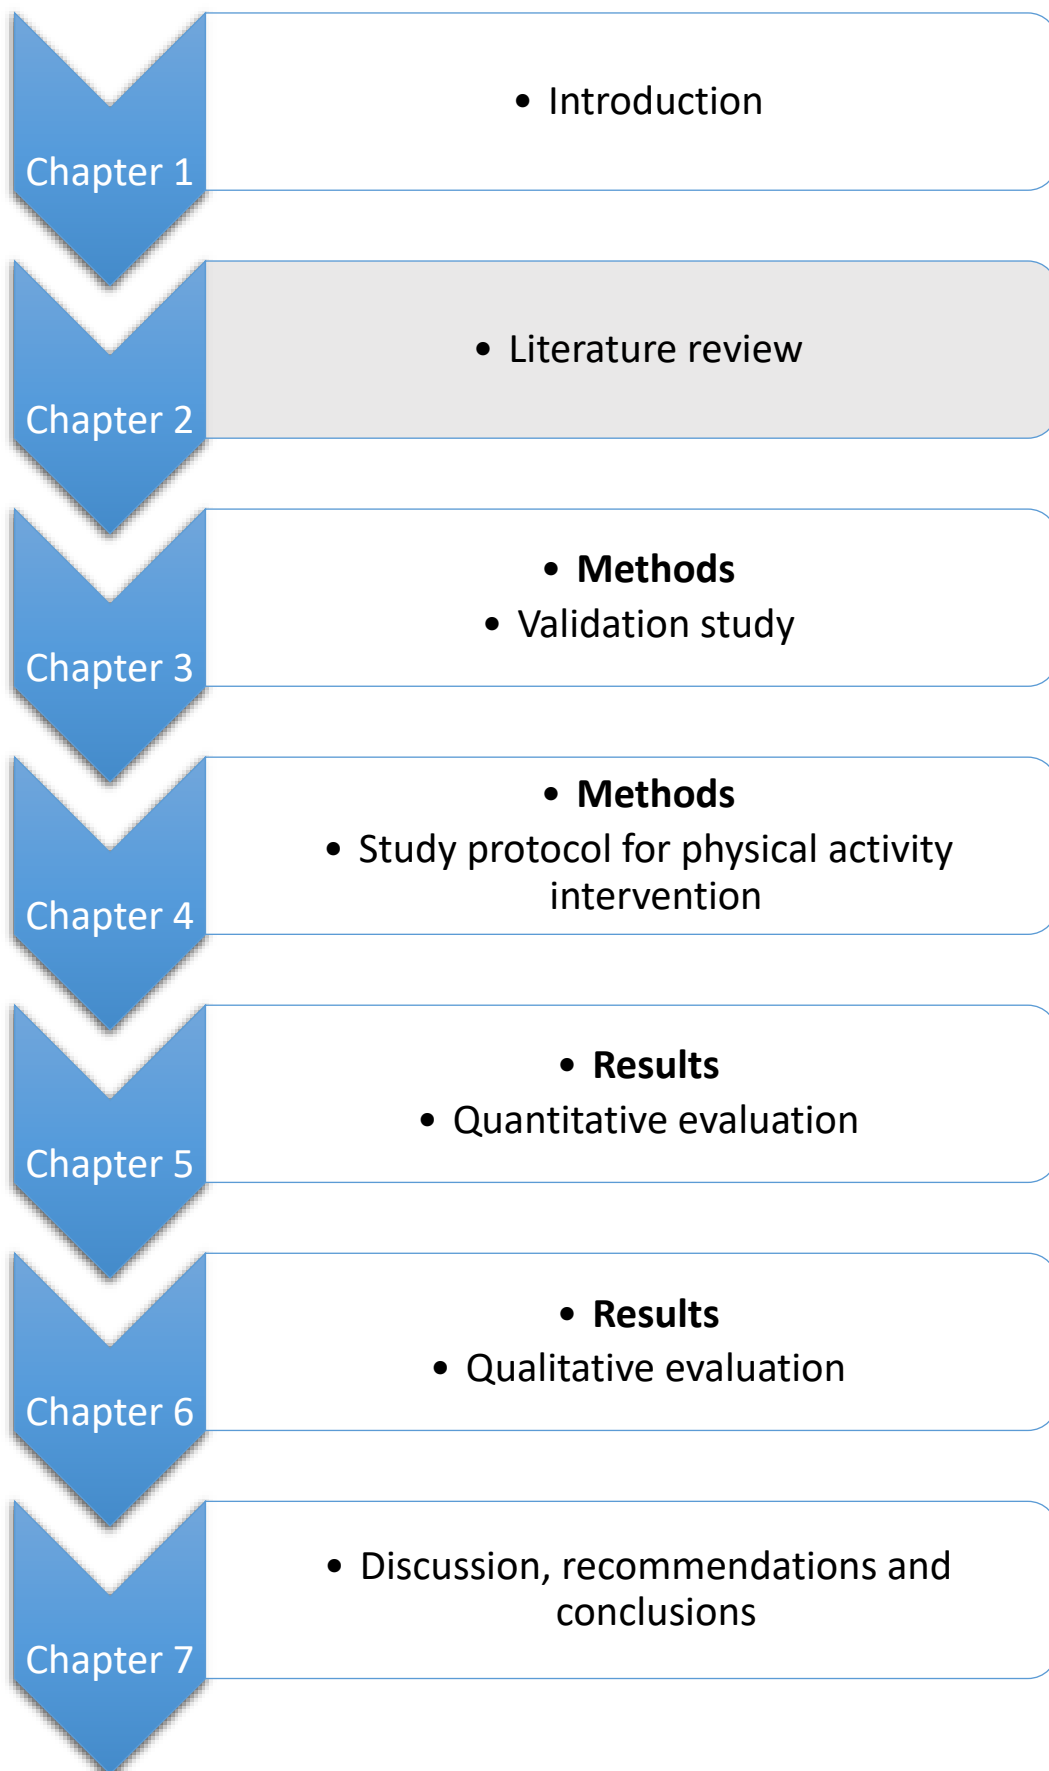 Chapter 1
• Introduction
Chapter 2
• Literature review
Chapter 3
• Methods
• Validation study
Chapter 4
• Methods
• Study protocol for physical activity
intervention
Chapter 5
• Results
• Quantitative evaluation
Chapter 6
• Results
• Qualitative evaluation
Chapter 7
• Discussion, recommendations and
conclusions